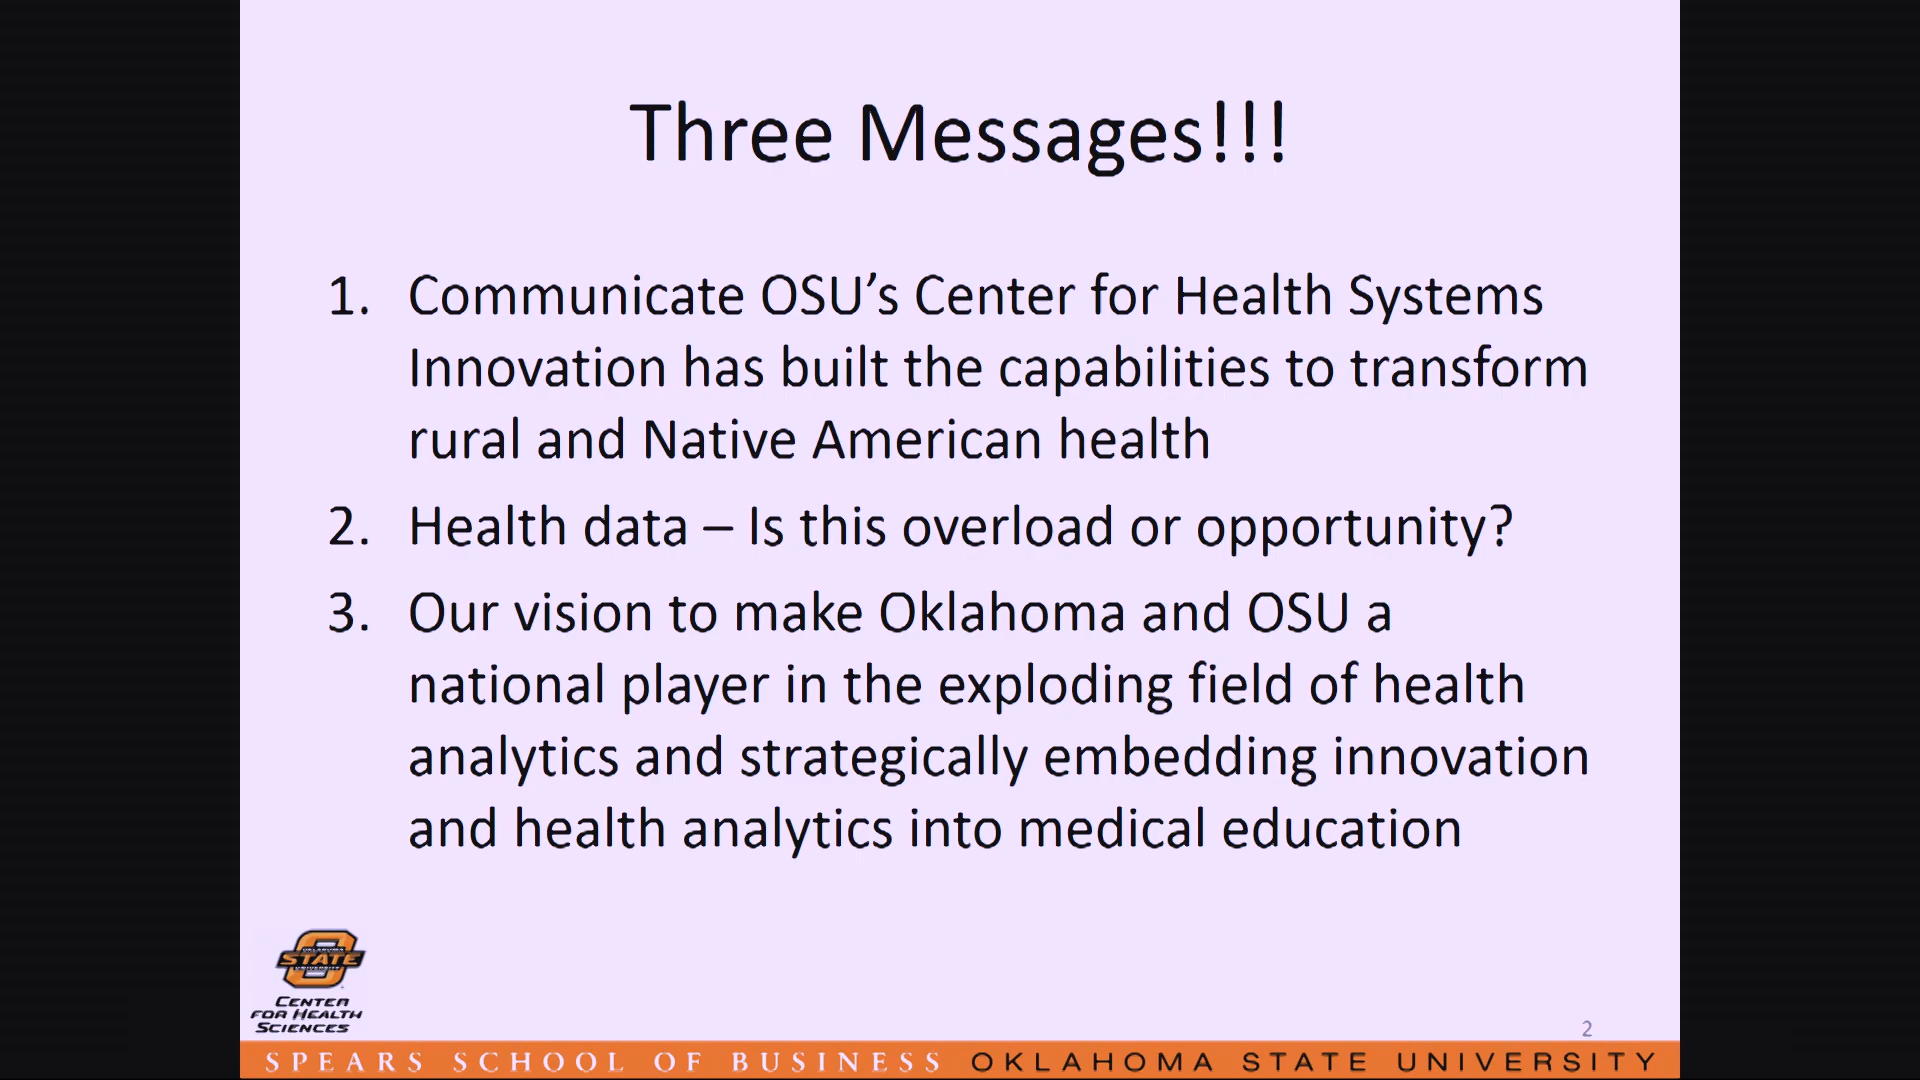 Three Messages!!!
1. Communicate OSU’s Center for Health Systems
Innovation has built the capabilities to transform
rural and Native American health
2. Health data – Is this overload or opportunity?
3. Our vision to make Oklahoma and OSU a
national player in the exploding field of health
analytics and strategically embedding innovation
and health analytics into medical education
OKLAHOMA
STATE
UNIVERSITY
CENTER
FOR HEALTH
SCIENCES
2
SPEARS SCHOOL OF BUSINESS OKLAHOMA STATE UNIVERSITY